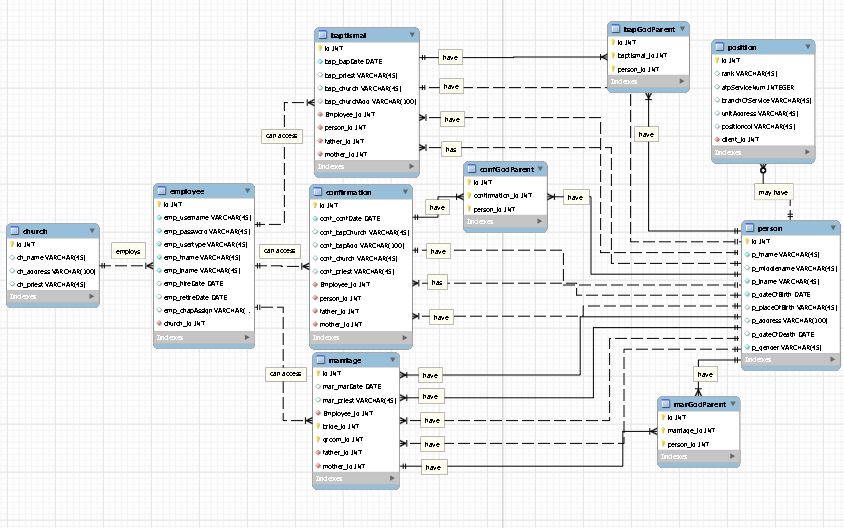 church
id INT
ch_name VARCHAR(45)
ch_address VARCHAR(100)
ch_priest VARCHAR(45)
Indexes
employs
employee
id INT
emp_username VARCHAR(45)
emp_password VARCHAR(45)
emp_usertype VARCHAR(45)
emp_fname VARCHAR(45)
emp_lname VARCHAR(45)
emp_hireDate DATE
emp_retireDate DATE
emp_chapAssign VARCHAR(
church_id INT
Indexes
can access
can access
can access
baptismal
id INT
bap_bapDate DATE
bap_priest VARCHAR(45)
bap_church VARCHAR(45)
bap_churchAdd VARCHAR(100)
Employee_id INT
person_id INT
father_id INT
mother_id INT
Indexes
confirmation
id INT
conf_confDate DATE
conf_bapChurch VARCHAR(45)
conf_bapAdd VARCHAR(100)
conf_church VARCHAR(45)
conf_priest VARCHAR(45)
Employee_id INT
person_id INT
father_id INT
mother_id INT
Indexes
marriage
id INT
mar_marDate DATE
mar_priest VARCHAR(45)
Employee_id INT
bride_id INT
groom_id INT
father_id INT
mother_id INT
Indexes
have
have
have
has
have
have
has
have
have
have
have
have
have
confGodParent
id INT
confirmation_id INT
person_id INT
Indexes
have
bapGodParent
id INT
baptismal_id INT
person_id INT
Indexes
have
position
id INT
rank VARCHAR(45)
afpServiceNum INTEGER
branchOfService VARCHAR(45)
unitAddress VARCHAR(45)
positioncol VARCHAR(45)
client_id INT
Indexes
may have
person
id INT
p_fname VARCHAR(45)
p_middlename VARCHAR(45)
p_lname VARCHAR(45)
p_dateOfBirth DATE
p_placeOfBirth VARCHAR(45)
p_address VARCHAR(100)
p_dateOfDeath DATE
p_gender VARCHAR(45)
Indexes
have
marGodParent
id INT
marriage_id INT
person_id INT
Indexes